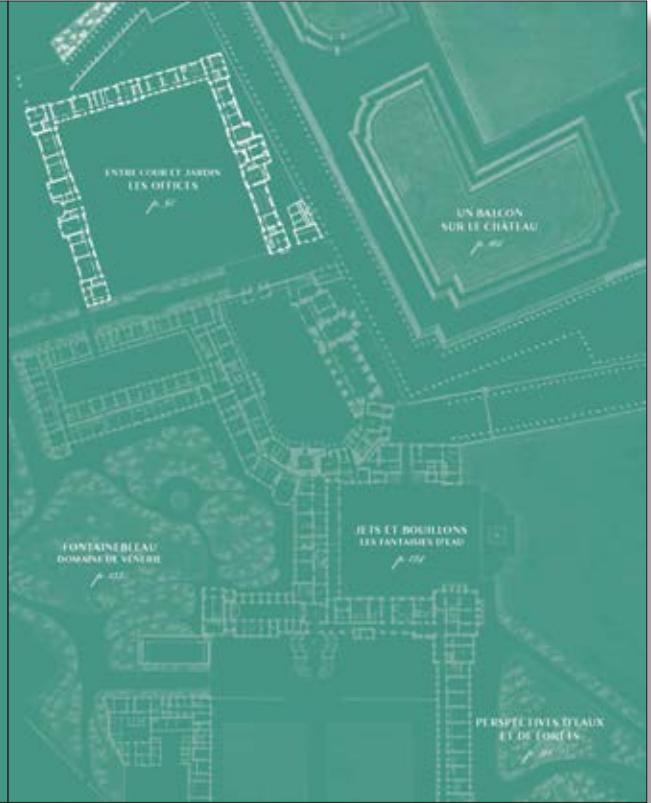 ENTRE COUR ET JARDIN
LES OFFICES
UN BALCON
SUR LE CHÂTEAU
JETS ET BOUILLONS
LES FANTAISIES D'EAU
FONTAINEBLEAU
DOMAINE DE VÉNERIE
PERSPECTIVES D'EAUX
ET DE FORÊTS